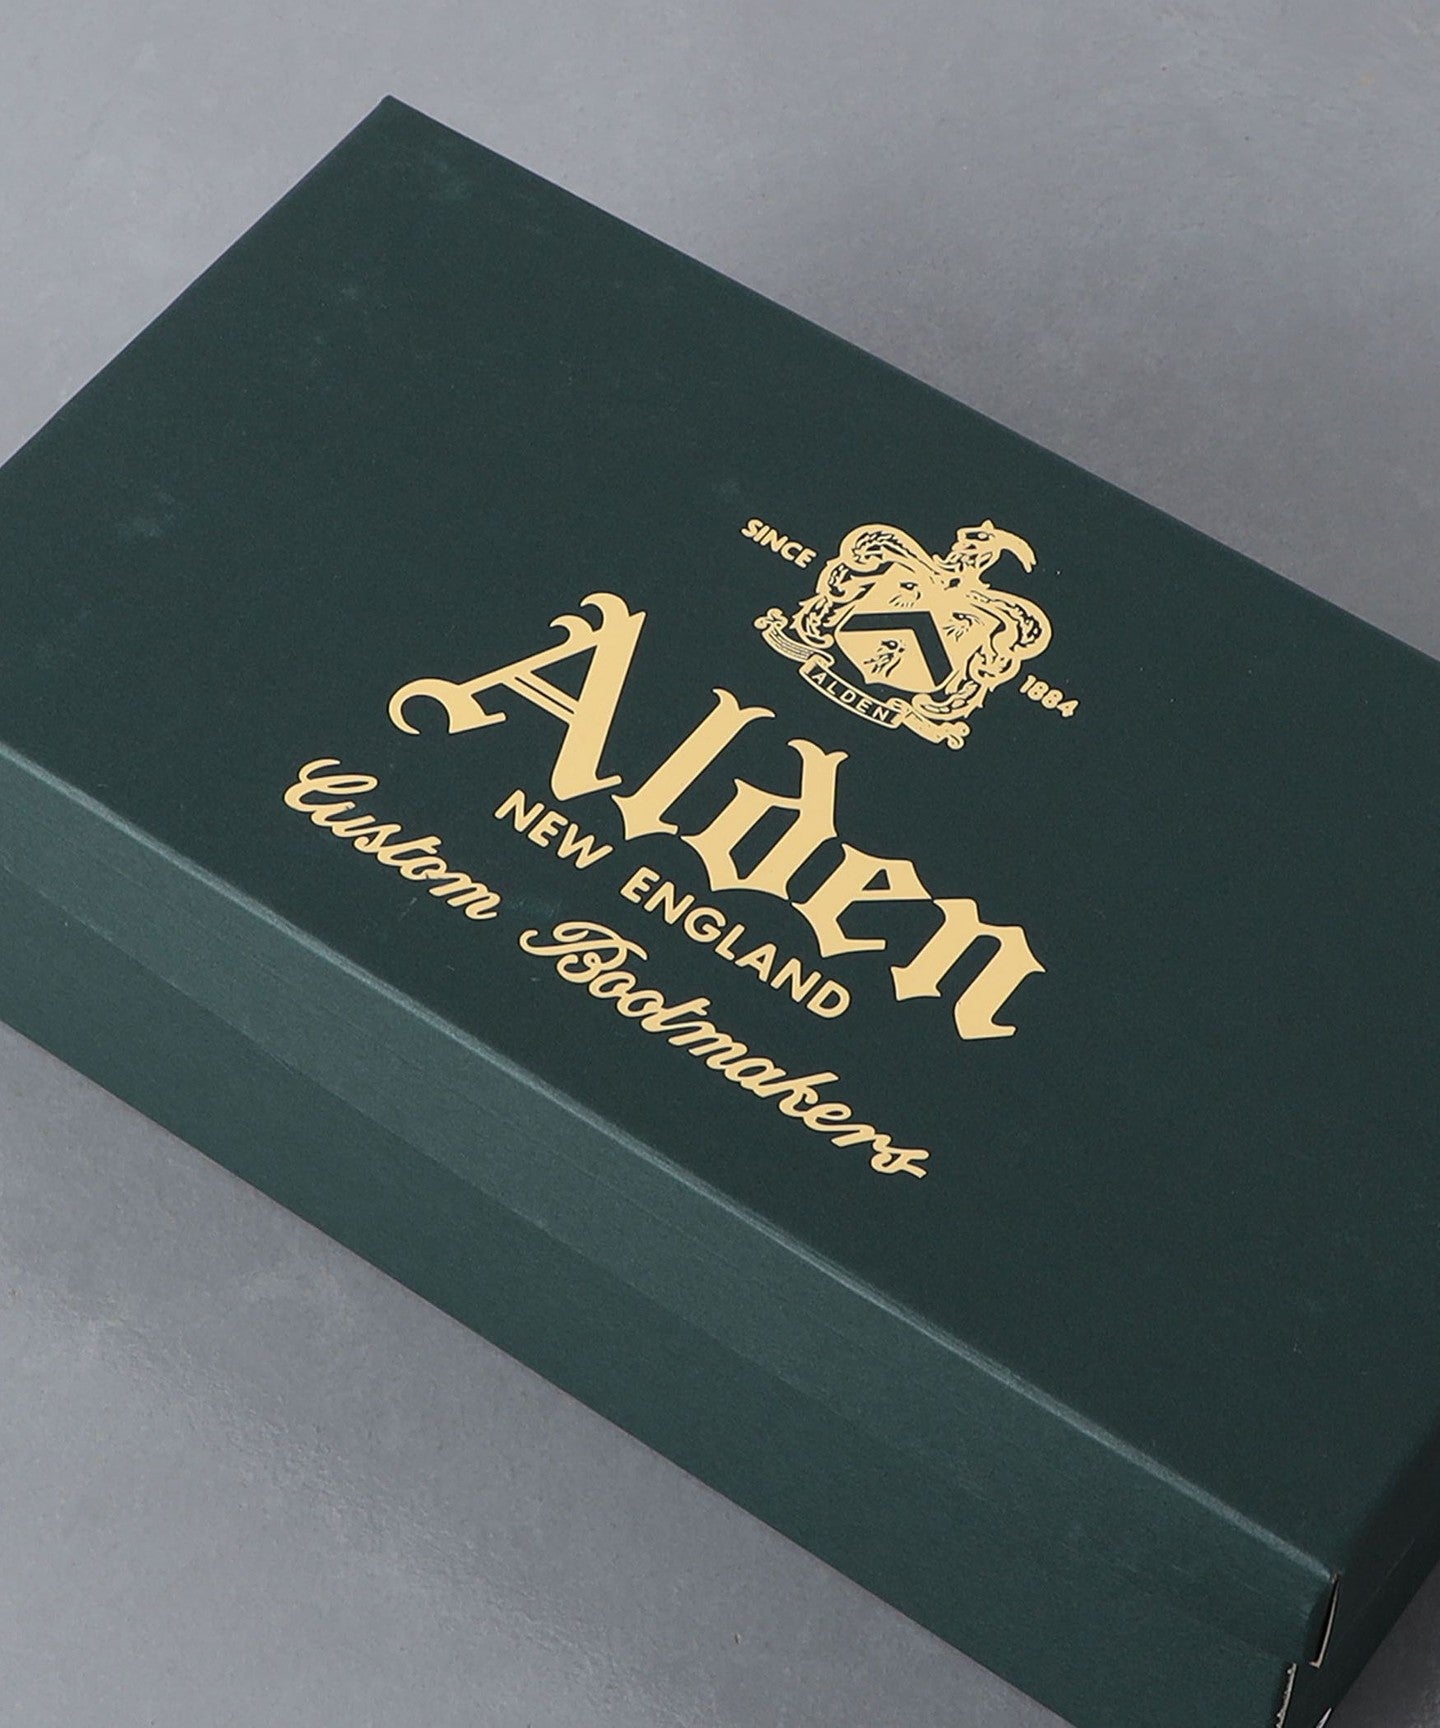 SINCE 1884
ALDEN
Alden
NEW ENGLAND
Custom Bootmakers